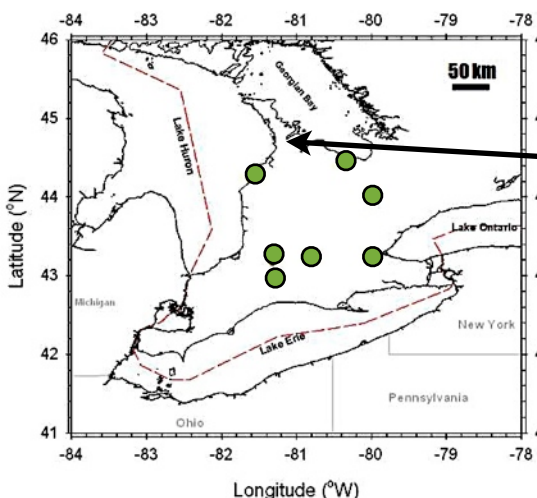 -84 -83 -82 -81 -80 -79 -78
46
45
44
43
42
41
Latitude (°N)
50 km
Georgian Bay
Lake Huron
Lake Ontario
Michigan
Lake Erie
New York
Pennsylvania
Ohio
-84 -83 -82 -81 -80 -79 -78
Longitude (°W)